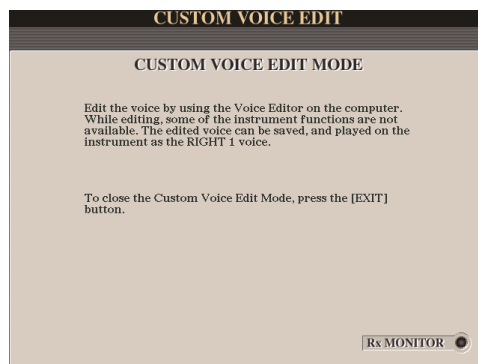 CUSTOM VOICE EDIT
CUSTOM VOICE EDIT MODE
Edit the voice by using the Voice Editor on the computer.
While editing, some of the instrument functions are not
available. The edited voice can be saved, and played on the
instrument as the RIGHT 1 voice.
To close the Custom Voice Edit Mode, press the [EXIT]
button.
Rx MONITOR